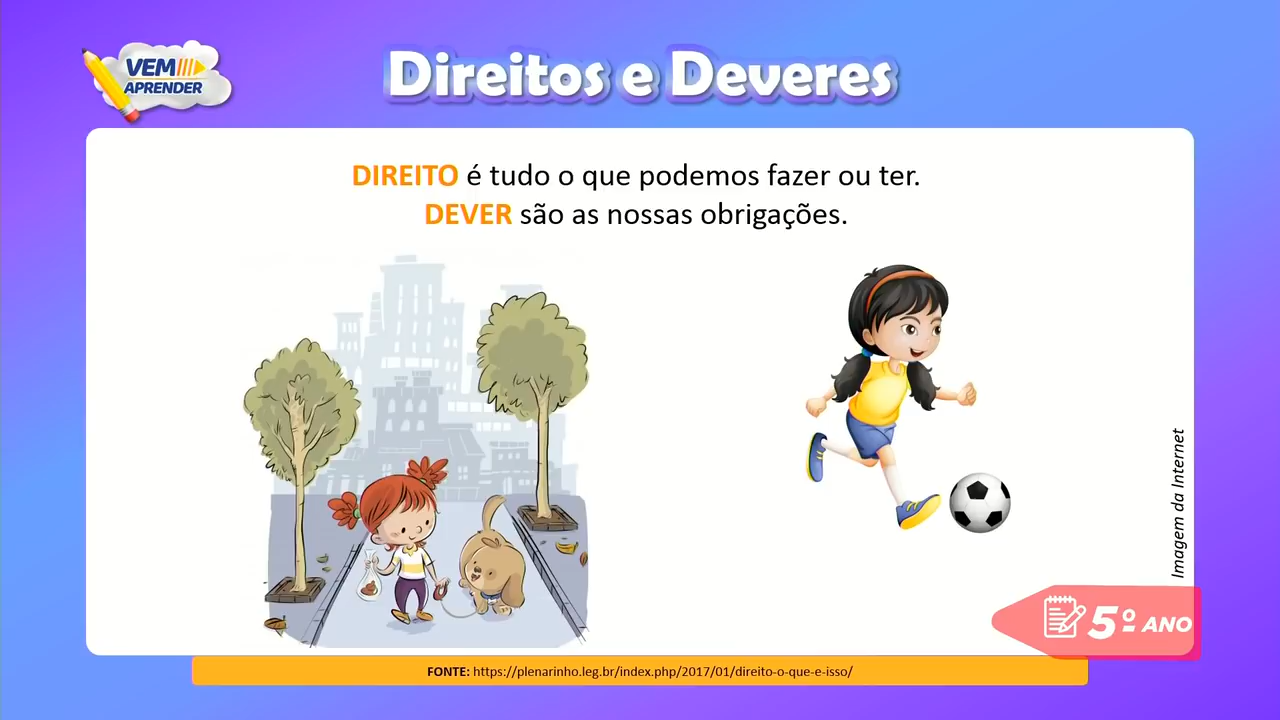 VEM
APRENDER
Direitos e Deveres
DIREITO é tudo o que podemos fazer ou ter.
DEVER são as nossas obrigações.
Imagem da Internet
5º ANO
FONTE: https://plenarinho.leg.br/index.php/2017/01/direito-o-que-e-isso/